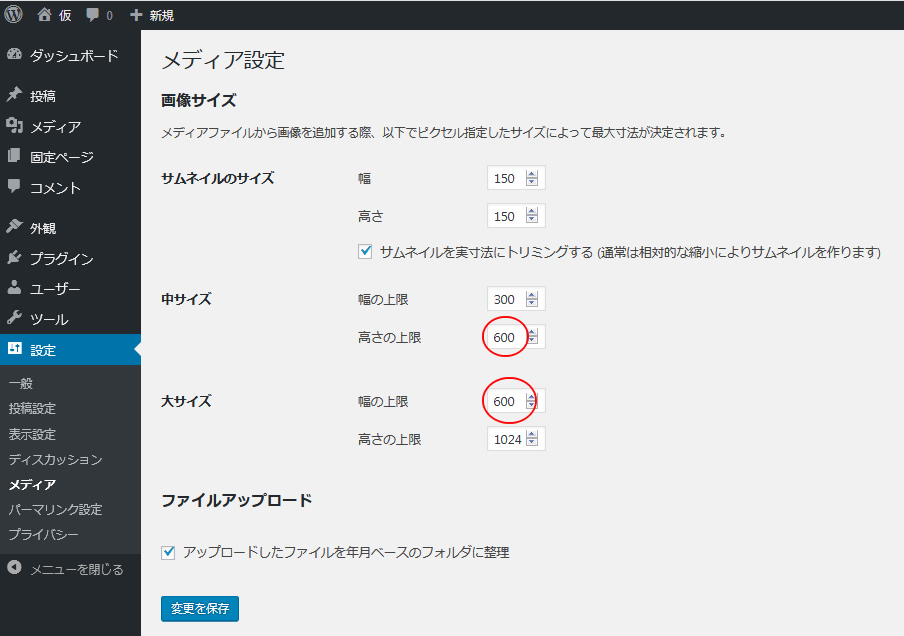 仮 0 新規
ダッシュボード
投稿
メディア
固定ページ
コメント
外観
プラグイン
ユーザー
ツール
設定
一般
投稿設定
表示設定
ディスカッション
メディア
パーマリンク設定
プライバシー
メニューを閉じる
メディア設定
画像サイズ
メディアファイルから画像を追加する際、以下でピクセル指定したサイズによって最大寸法が決定されます。
サムネイルのサイズ 幅 150
高さ 150
サムネイルを実寸法にトリミングする (通常は相対的な縮小によりサムネイルを作ります)
中サイズ 幅の上限 300
高さの上限 600
大サイズ 幅の上限 600
高さの上限 1024
ファイルアップロード
アップロードしたファイルを年月ベースのフォルダに整理
変更を保存